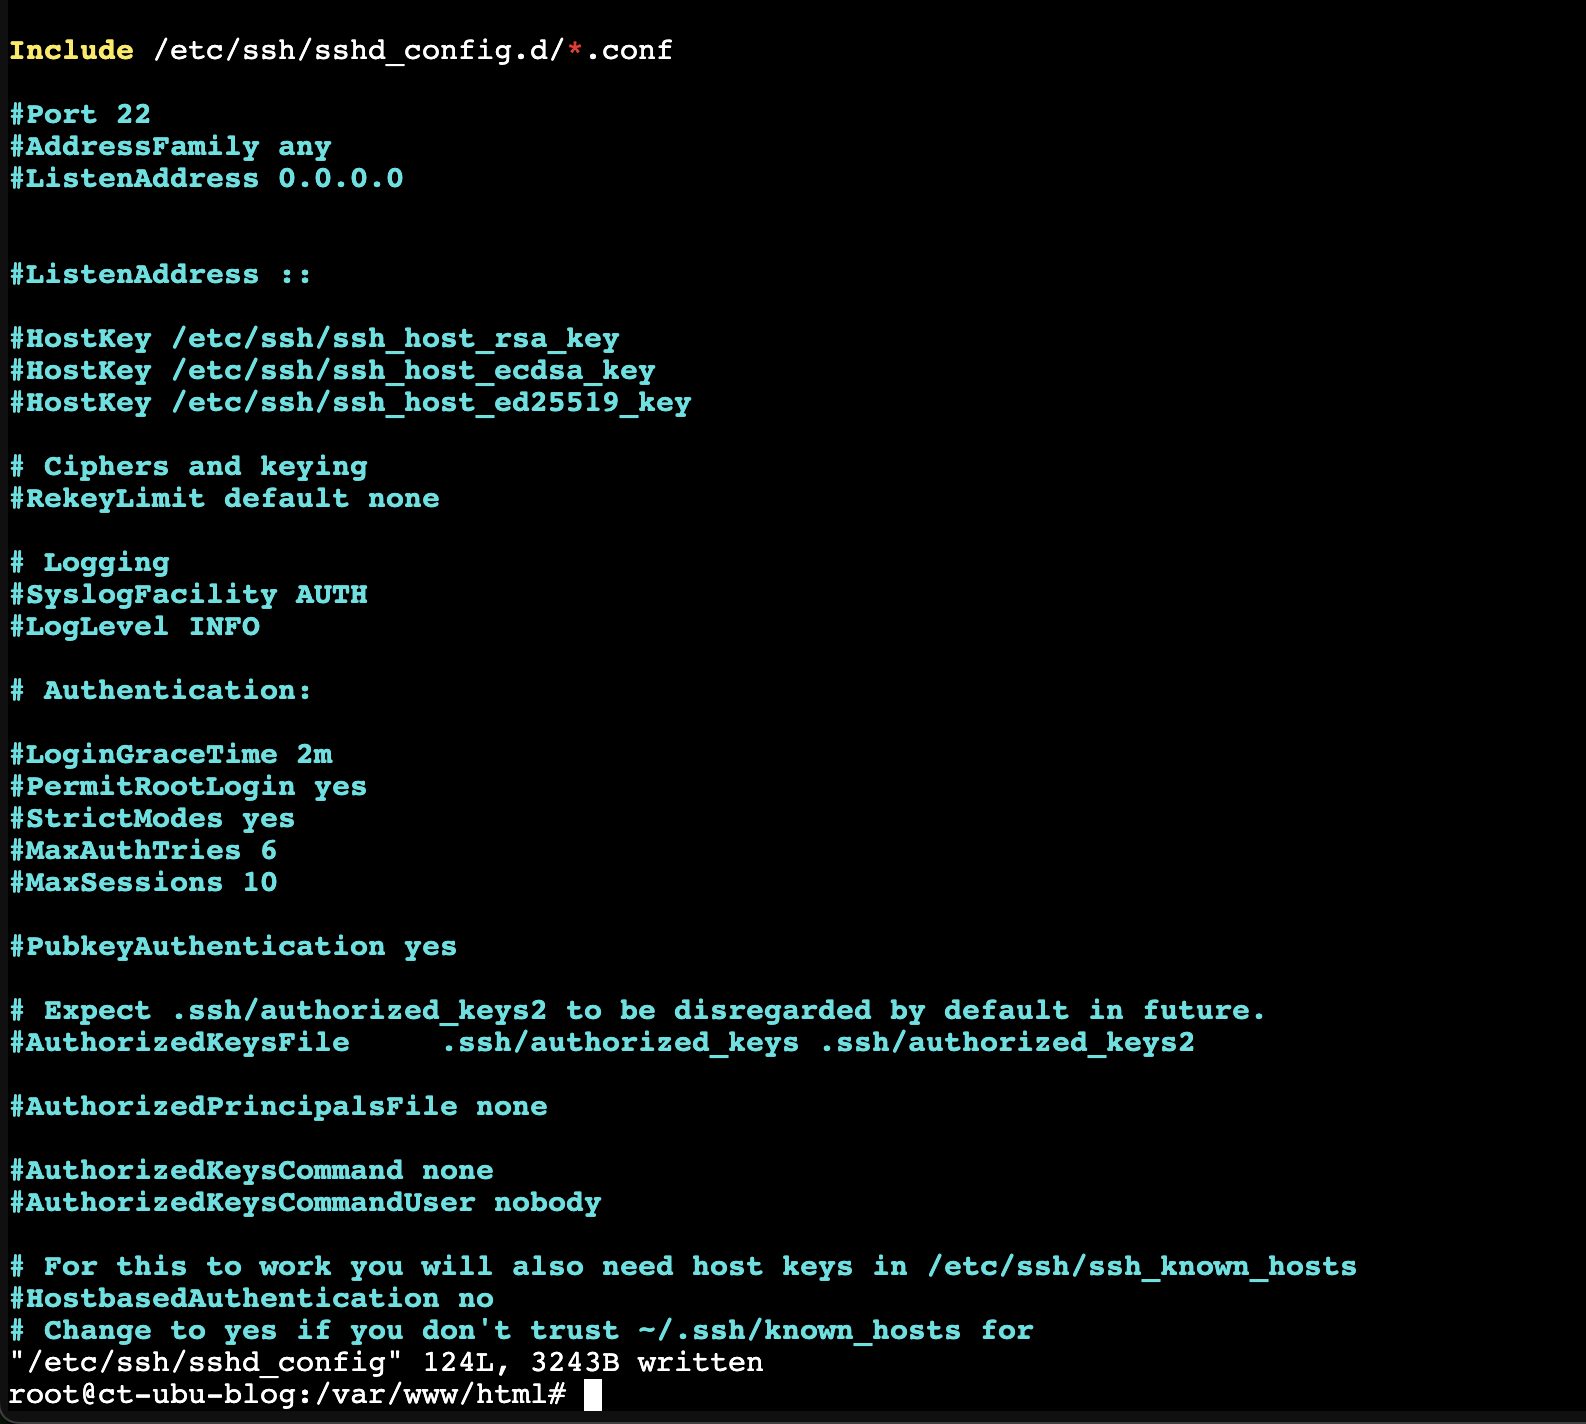 Include /etc/ssh/sshd_config.d/*.conf
#Port 22
#AddressFamily any
#ListenAddress 0.0.0.0
#ListenAddress ::
#HostKey /etc/ssh/ssh_host_rsa_key
#HostKey /etc/ssh/ssh_host_ecdsa_key
#HostKey /etc/ssh/ssh_host_ed25519_key
# Ciphers and keying
#RekeyLimit default none
# Logging
#SyslogFacility AUTH
#LogLevel INFO
# Authentication:
#LoginGraceTime 2m
#PermitRootLogin yes
#StrictModes yes
#MaxAuthTries 6
#MaxSessions 10
#PubkeyAuthentication yes
# Expect .ssh/authorized_keys2 to be disregarded by default in future.
#AuthorizedKeysFile     .ssh/authorized_keys .ssh/authorized_keys2
#AuthorizedPrincipalsFile none
#AuthorizedKeysCommand none
#AuthorizedKeysCommandUser nobody
# For this to work you will also need host keys in /etc/ssh/ssh_known_hosts
#HostbasedAuthentication no
# Change to yes if you don't trust ~/.ssh/known_hosts for
"/etc/ssh/sshd_config" 124L, 3243B written
root@ct-ubu-blog:/var/www/html#